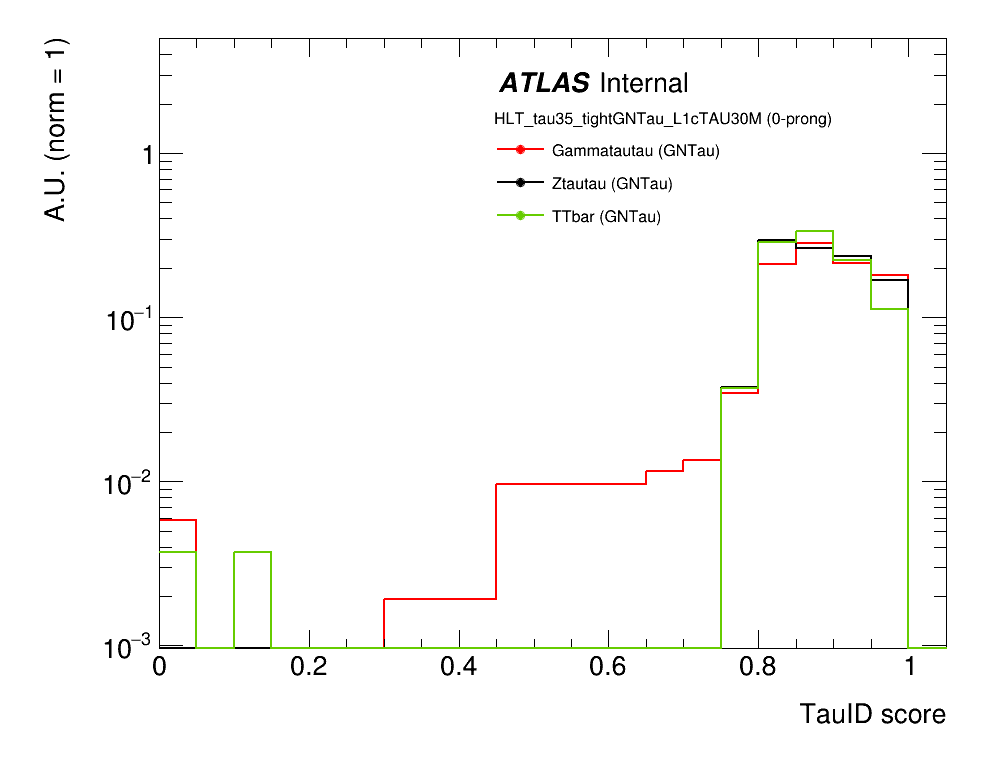 A.U. (norm = 1)
ATLAS Internal
HLT_tau35_tightGNTau_L1cTAU30M (0-prong)
Gammatautau (GNTau)
Ztautau (GNTau)
TTbar (GNTau)
1
10⁻¹
10⁻²
10⁻³
0 0.2 0.4 0.6 0.8 1
TauID score